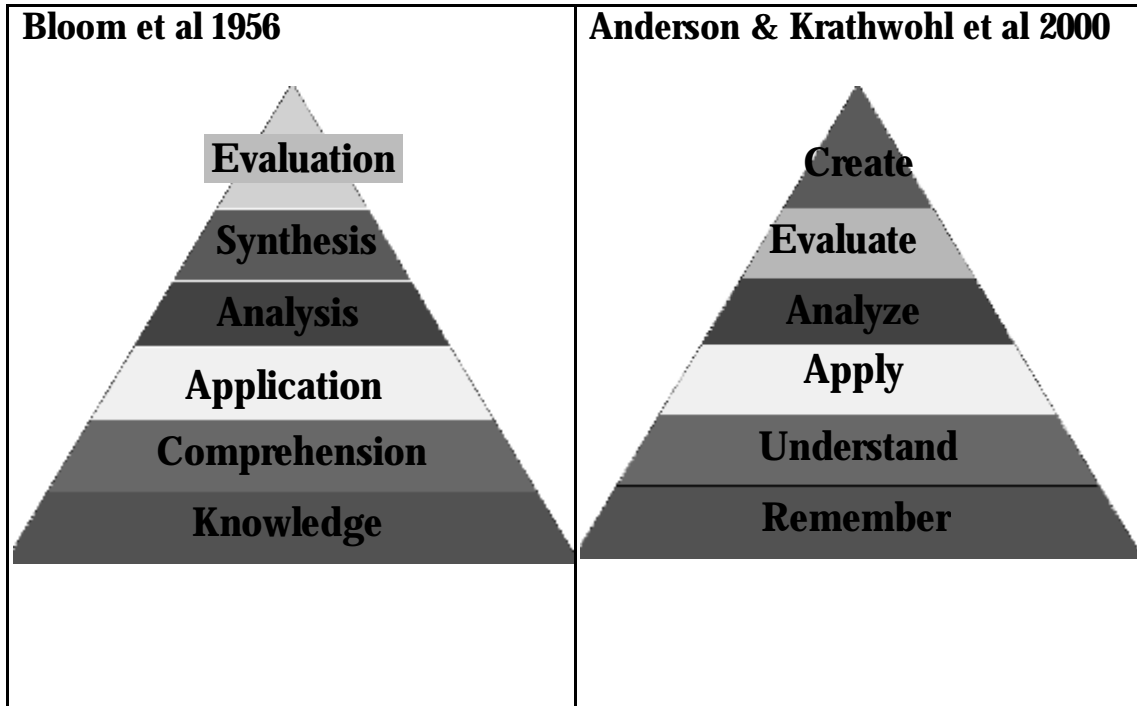 Bloom et al 1956
Evaluation
Synthesis
Analysis
Application
Comprehension
Knowledge
Anderson & Krathwohl et al 2000
Create
Evaluate
Analyze
Apply
Understand
Remember